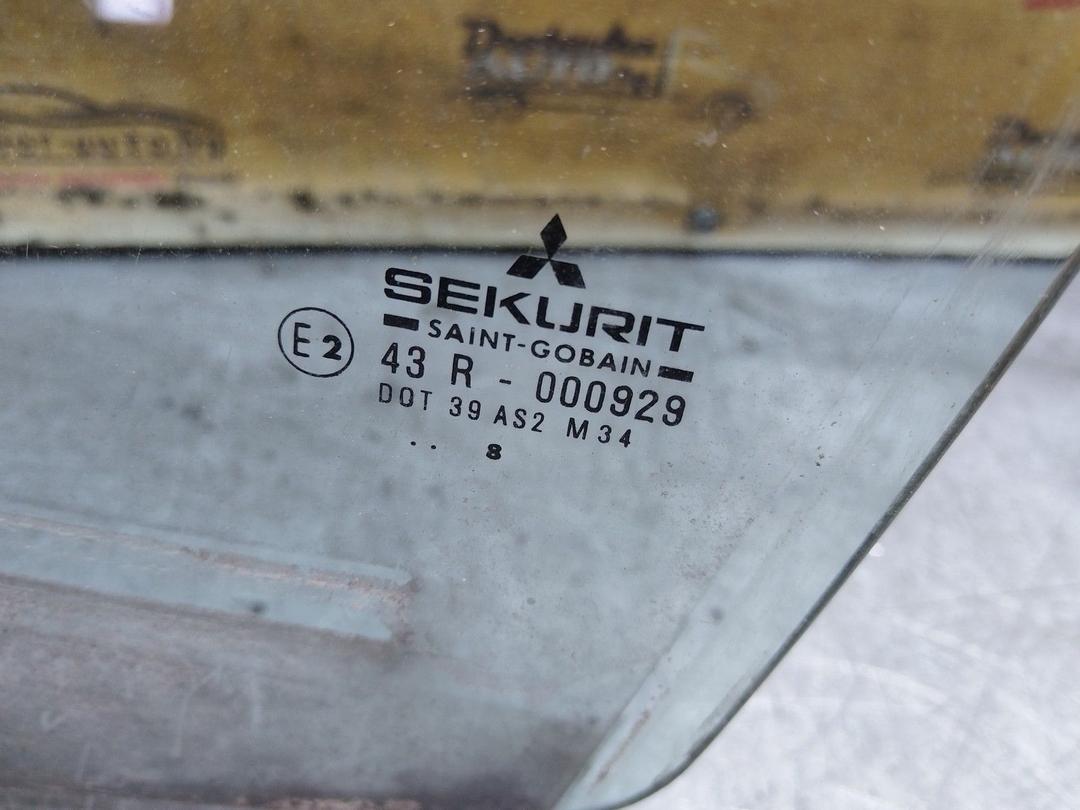 SEKURIT
SAINT-GOBAIN
E2
43 R - 000929
DOT 39 AS2 M34
.. 8